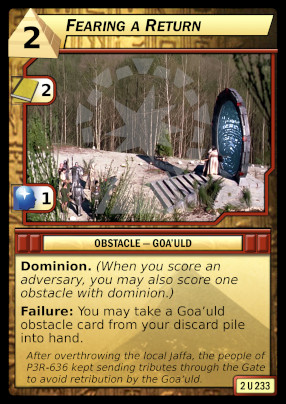 2
FEARING A RETURN
2
1
OBSTACLE — GOA'ULD
Dominion. (When you score an
adversary, you may also score one
obstacle with dominion.)
Failure: You may take a Goa'uld
obstacle card from your discard pile
into hand.
After overthrowing the local Jaffa, the people of
P3R-636 kept sending tributes through the Gate
to avoid retribution by the Goa'uld.
2 U 233